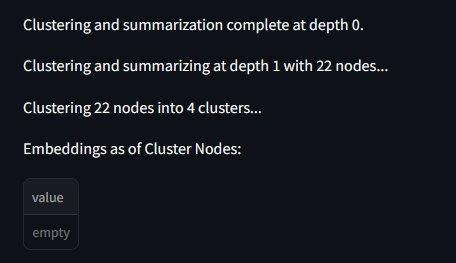 Clustering and summarization complete at depth 0.
Clustering and summarizing at depth 1 with 22 nodes...
Clustering 22 nodes into 4 clusters...
Embeddings as of Cluster Nodes:
value
empty